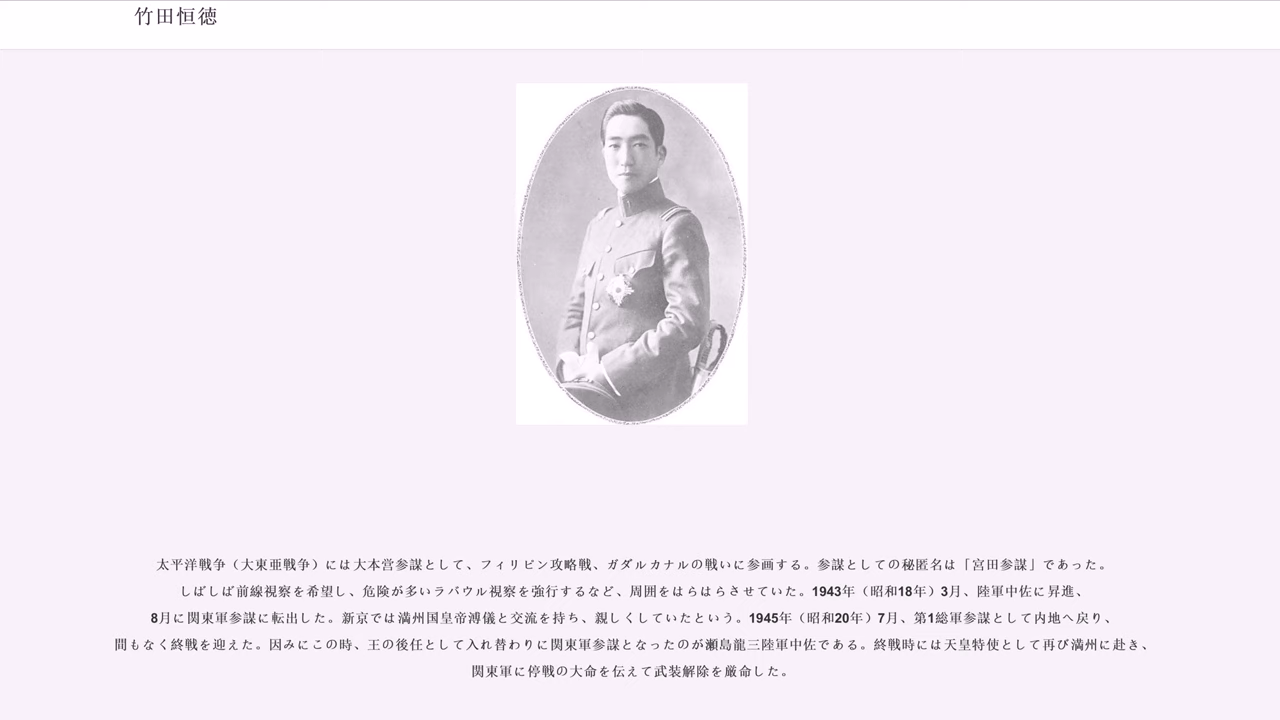 竹田恒徳
太平洋戦争（大東亜戦争）には大本営参謀として、フィリピン攻略戦、ガダルカナルの戦いに参画する。参謀としての秘匿名は「宮田参謀」であった。
しばしば前線視察を希望し、危険が多いラバウル視察を強行するなど、周囲をはらはらさせていた。1943年（昭和18年）3月、陸軍中佐に昇進、
8月に関東軍参謀に転出した。新京では満州国皇帝溥儀と交流を持ち、親しくしていたという。1945年（昭和20年）7月、第1総軍参謀として内地へ戻り、
間もなく終戦を迎えた。因みにこの時、王の後任として入れ替わりに関東軍参謀となったのが瀬島龍三陸軍中佐である。終戦時には天皇特使として再び満州に赴き、
関東軍に停戦の大命を伝えて武装解除を厳命した。